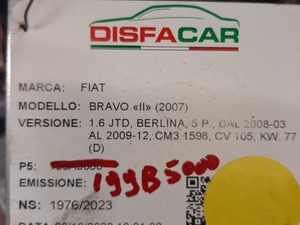 DISFACAR
MARCA: FIAT
MODELLO: BRAVO «II» (2007)
VERSIONE: 1.6 JTD, BERLINA, 5 P., DAL 2008-03
AL 2009-12, CM3 1598, CV 105, KW. 77
(D)
P5:
199B5000
EMISSIONE:
NS: 1976/2023